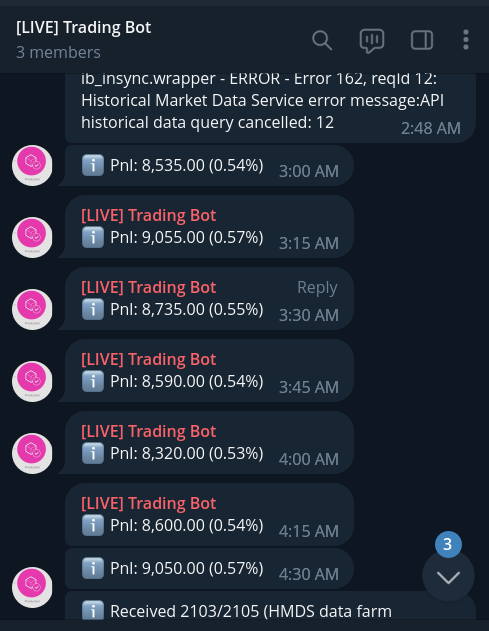 [LIVE] Trading Bot
3 members
ib_insync.wrapper - ERROR - Error 162, reqId 12:
Historical Market Data Service error message:API
historical data query cancelled: 12
2:48 AM
Pnl: 8,535.00 (0.54%) 3:00 AM
[LIVE] Trading Bot
Pnl: 9,055.00 (0.57%) 3:15 AM
[LIVE] Trading Bot Reply
Pnl: 8,735.00 (0.55%) 3:30 AM
[LIVE] Trading Bot
Pnl: 8,590.00 (0.54%) 3:45 AM
[LIVE] Trading Bot
Pnl: 8,320.00 (0.53%) 4:00 AM
[LIVE] Trading Bot
Pnl: 8,600.00 (0.54%) 4:15 AM
3
Pnl: 9,050.00 (0.57%) 4:30 AM
Received 2103/2105 (HMDS data farm